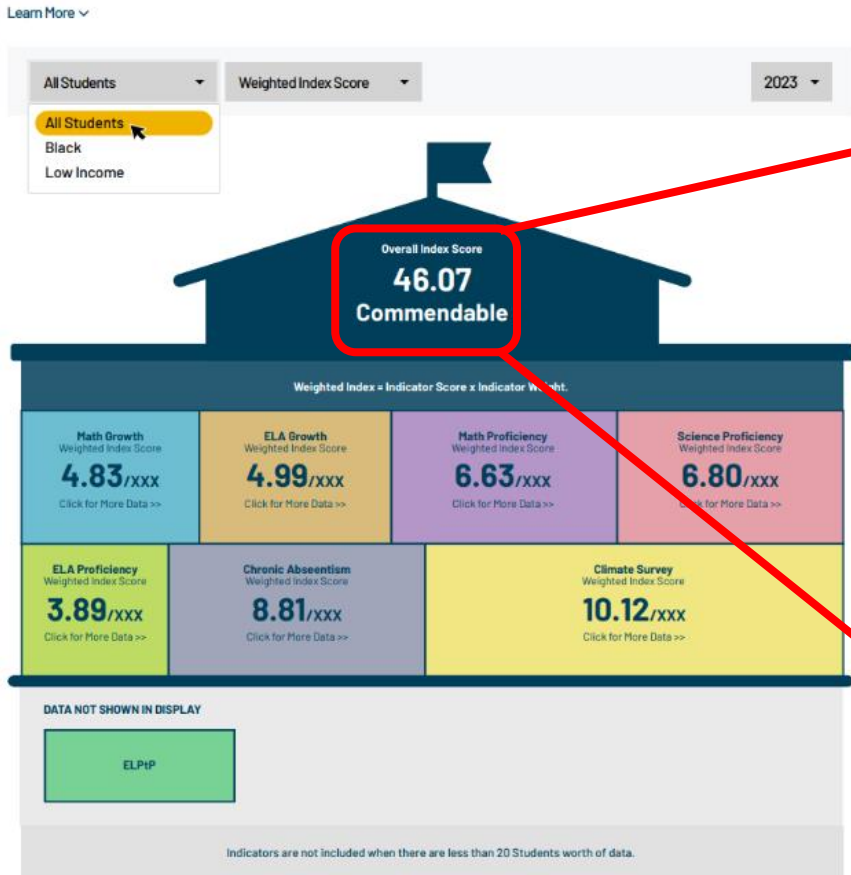 Learn More
All Students
Weighted Index Score
2023
All Students
Black
Low Income
Overall Index Score
46.07
Commendable
Weighted Index = Indicator Score x Indicator Weight.
Math Growth
Weighted Index Score
4.83/XXX
Click for More Data >>
ELA Growth
Weighted Index Score
4.99/XXX
Click for More Data >>
Math Proficiency
Weighted Index Score
6.63/XXX
Click for More Data >>
Science Proficiency
Weighted Index Score
6.80/XXX
Click for More Data >>
ELA Proficiency
Weighted Index Score
3.89/XXX
Click for More Data >>
Chronic Abseentism
Weighted Index Score
8.81/XXX
Click for More Data >>
Climate Survey
Weighted Index Score
10.12/XXX
Click for More Data >>
DATA NOT SHOWN IN DISPLAY
ELPtP
Indicators are not included when there are less than 20 Students worth of data.